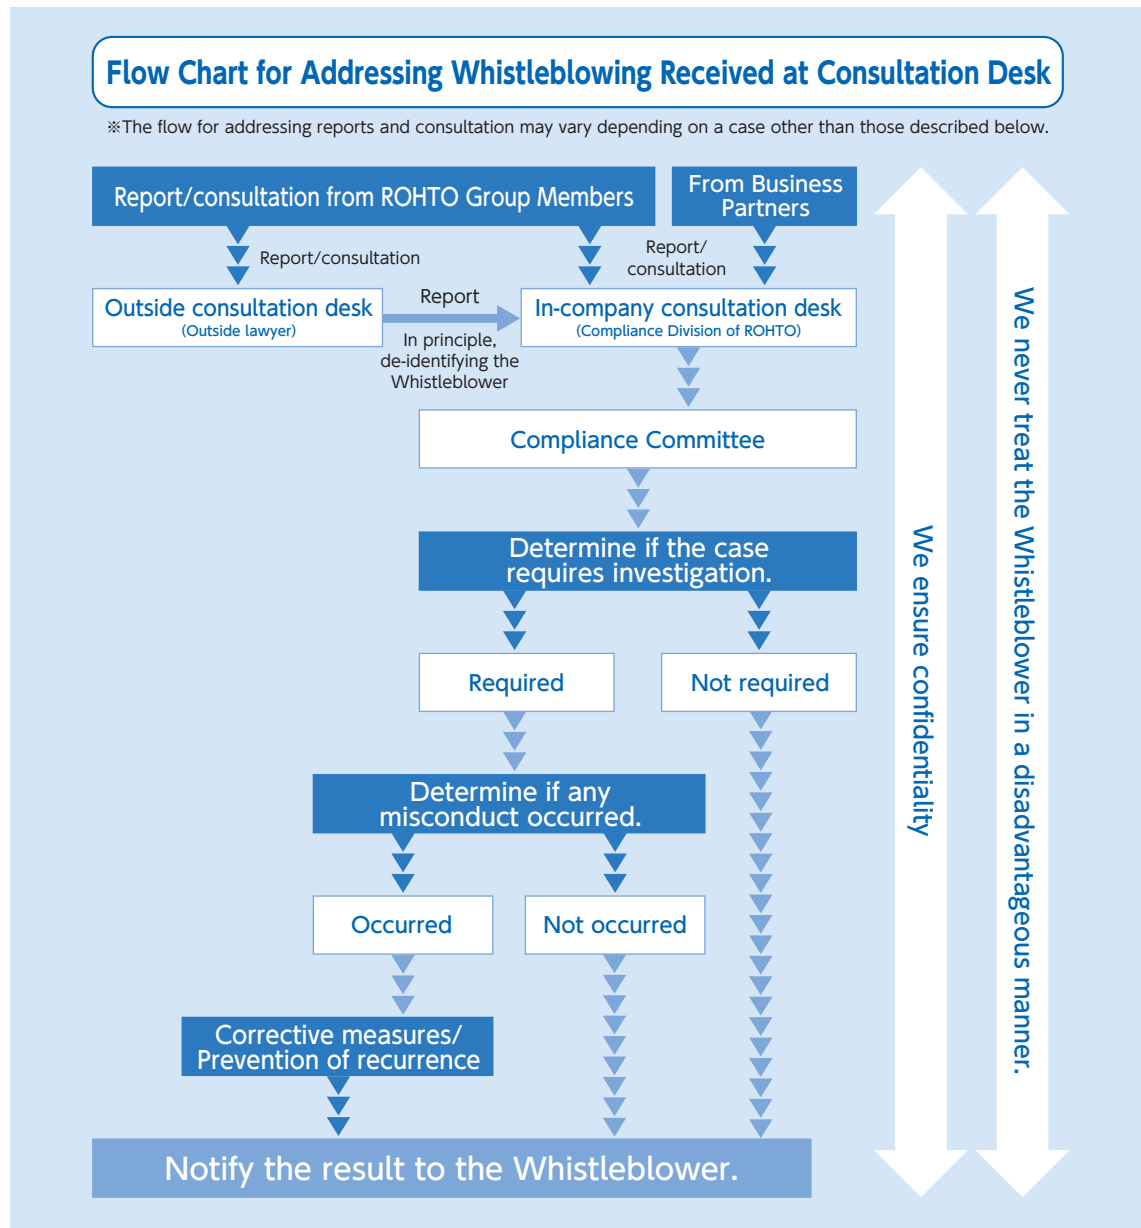 Flow Chart for Addressing Whistleblowing Received at Consultation Desk
※The flow for addressing reports and consultation may vary depending on a case other than those described below.
Report/consultation from ROHTO Group Members
From Business
Partners
Report/consultation
Report/
consultation
Outside consultation desk
(Outside lawyer)
Report
In principle,
de-identifying the
Whistleblower
In-company consultation desk
(Compliance Division of ROHTO)
Compliance Committee
Determine if the case
requires investigation.
Required
Not required
Determine if any
misconduct occurred.
Occurred
Not occurred
Corrective measures/
Prevention of recurrence
Notify the result to the Whistleblower.
We ensure confidentiality
We never treat the Whistleblower in a disadvantageous manner.